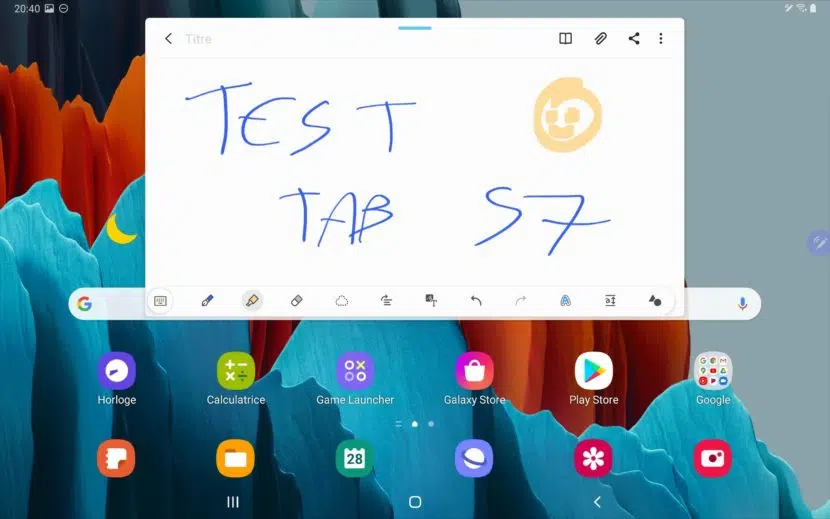 20:40
Titre
TEST
TAB S7
Horloge
Calculatrice
Game Launcher
Galaxy Store
Play Store
Google
28